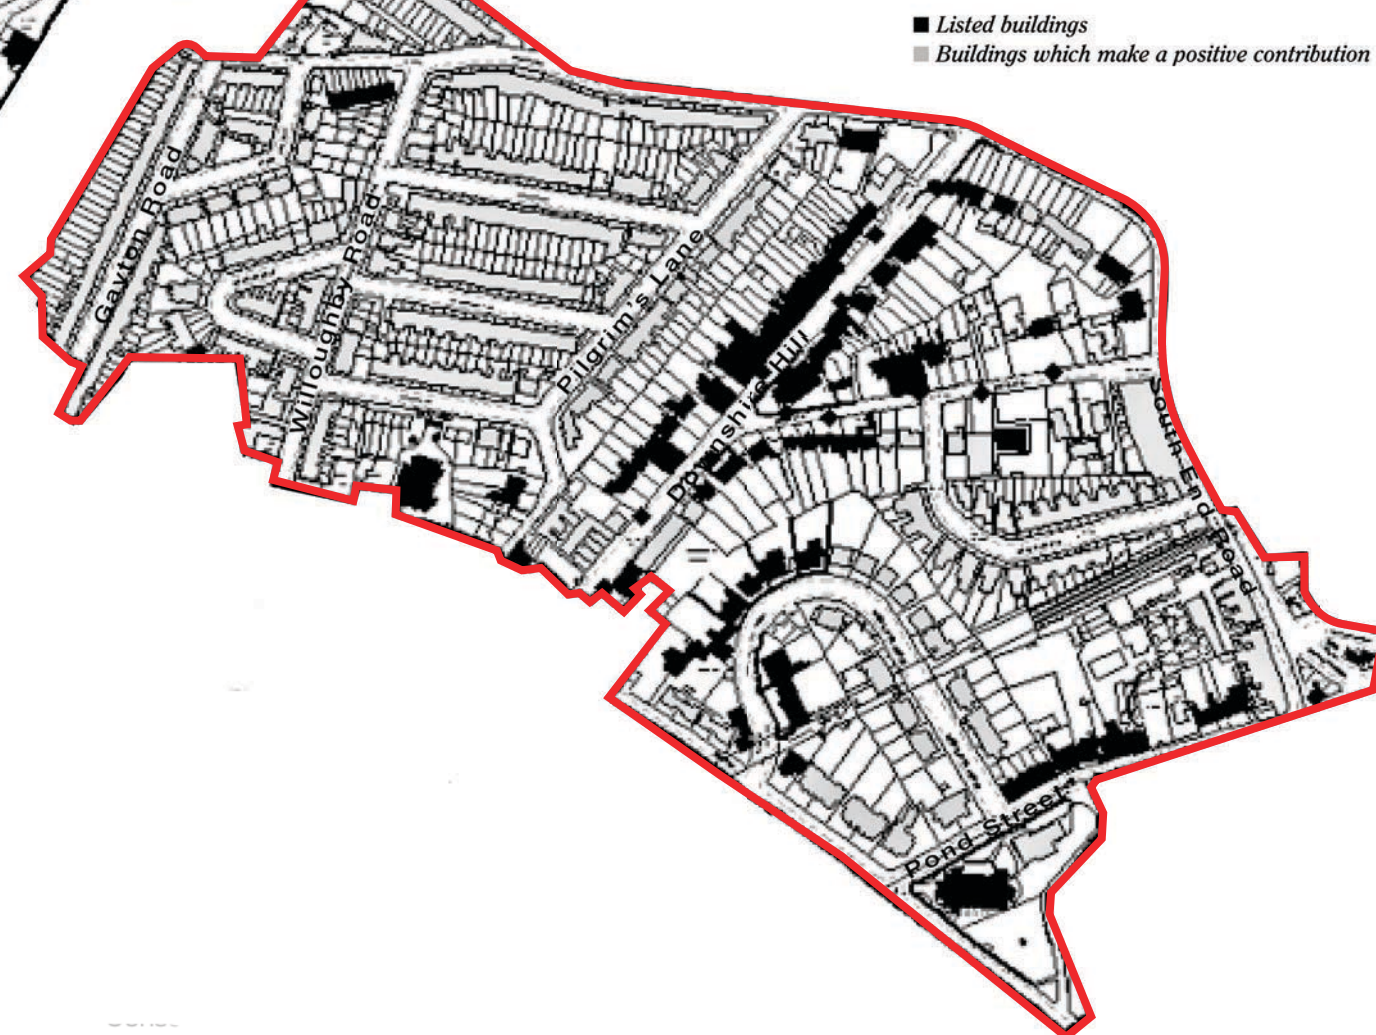 Listed buildings
Buildings which make a positive contribution
Gayton Road
Willoughby Road
Pilgrim's Lane
Downshire Hill
South End Road
Pond Street